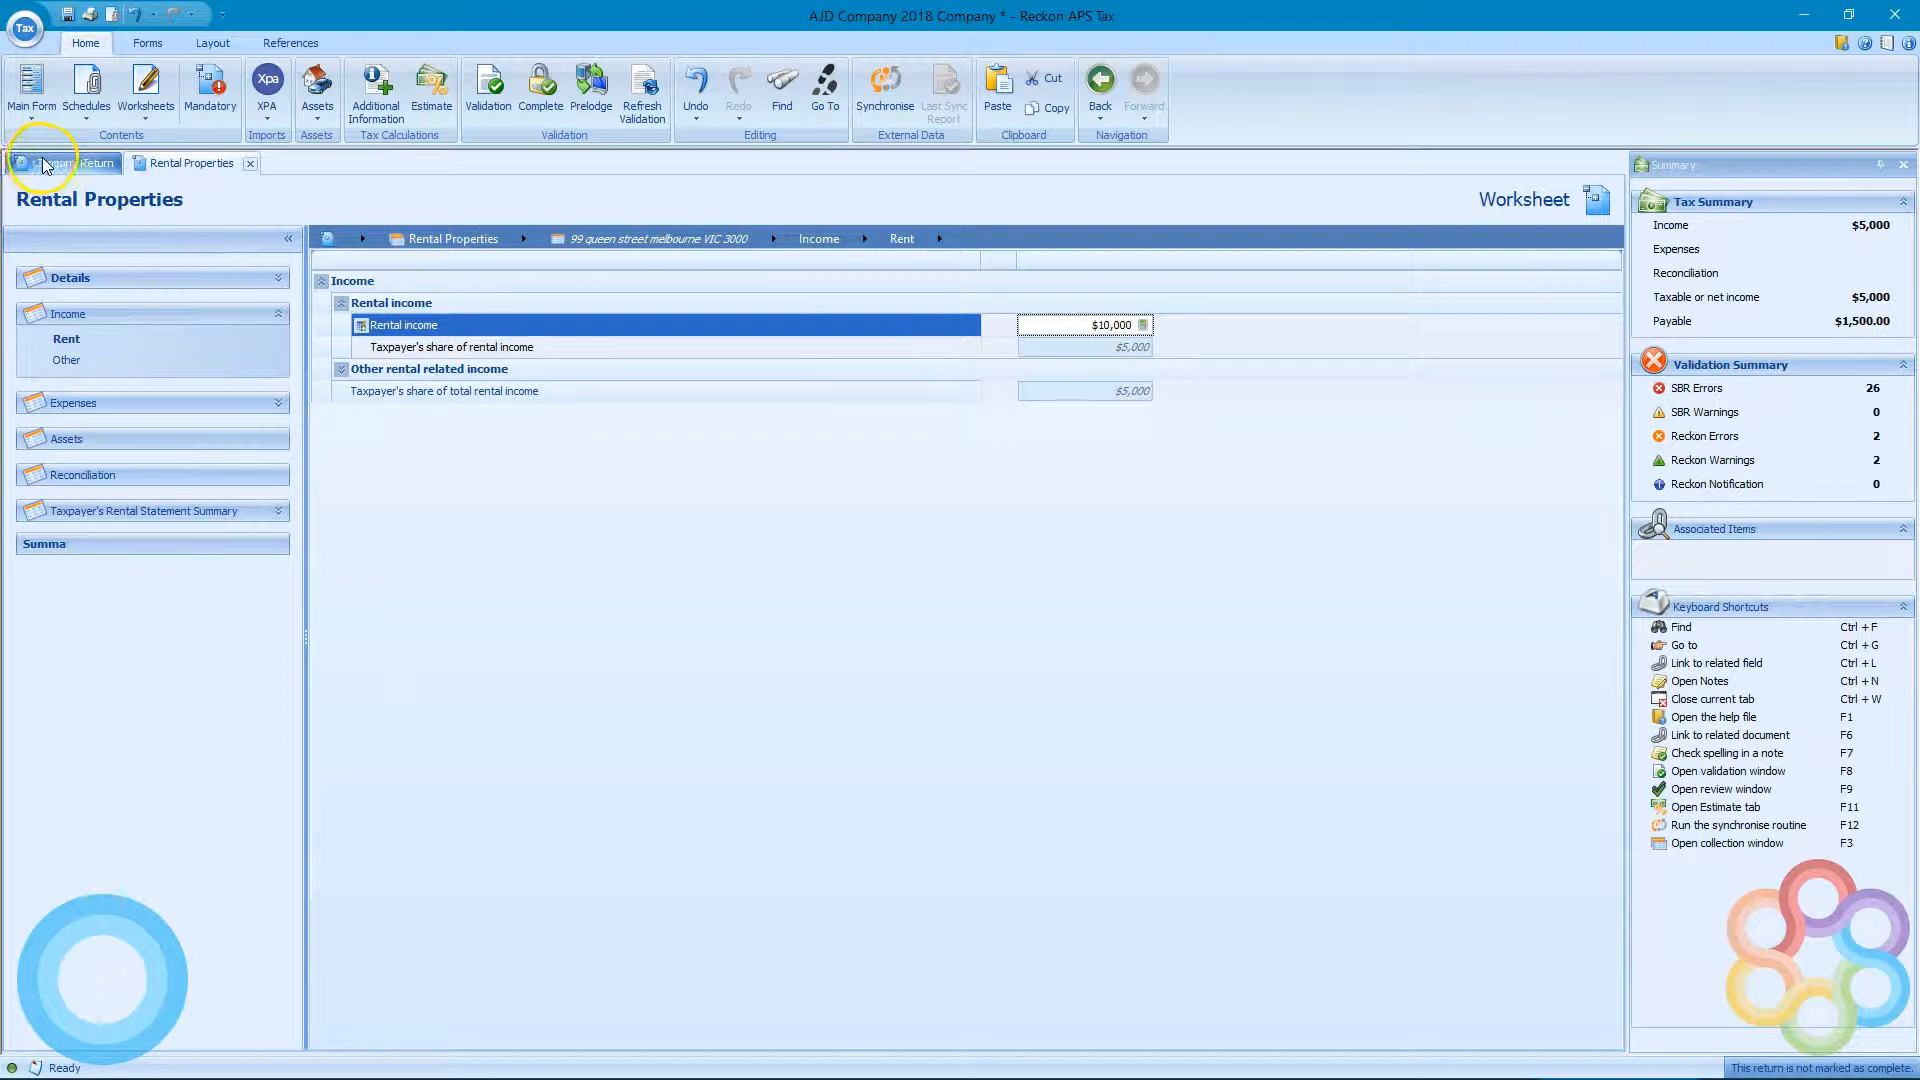 AJD Company 2018 Company * - Reckon APS Tax
Tax
Home Forms Layout References
Main Form Schedules Worksheets Mandatory XPA Assets Additional Information Estimate Validation Complete Prelodge Refresh Validation Undo Redo Find Go To Synchronise Last Sync Report Paste Cut Copy Back Forward
Xpa
Contents Imports Assets Tax Calculations Validation Editing External Data Clipboard Navigation
Return Rental Properties
Rental Properties
Worksheet
Rental Properties 99 queen street melbourne VIC 3000 Income Rent
Details
Income
Rent
Other
Expenses
Assets
Reconciliation
Taxpayer's Rental Statement Summary
Summa
Income
Rental income
Rental income $10,000
Taxpayer's share of rental income $5,000
Other rental related income
Taxpayer's share of total rental income $5,000
Summary
Tax Summary
Income $5,000
Expenses
Reconciliation
Taxable or net income $5,000
Payable $1,500.00
Validation Summary
SBR Errors 26
SBR Warnings 0
Reckon Errors 2
Reckon Warnings 2
Reckon Notification 0
Associated Items
Keyboard Shortcuts
Find Ctrl + F
Go to Ctrl + G
Link to related field Ctrl + L
Open Notes Ctrl + N
Close current tab Ctrl + W
Open the help file F1
Link to related document F6
Check spelling in a note F7
Open validation window F8
Open review window F9
Open Estimate tab F11
Run the synchronise routine F12
Open collection window F3
Ready
This return is not marked as complete.